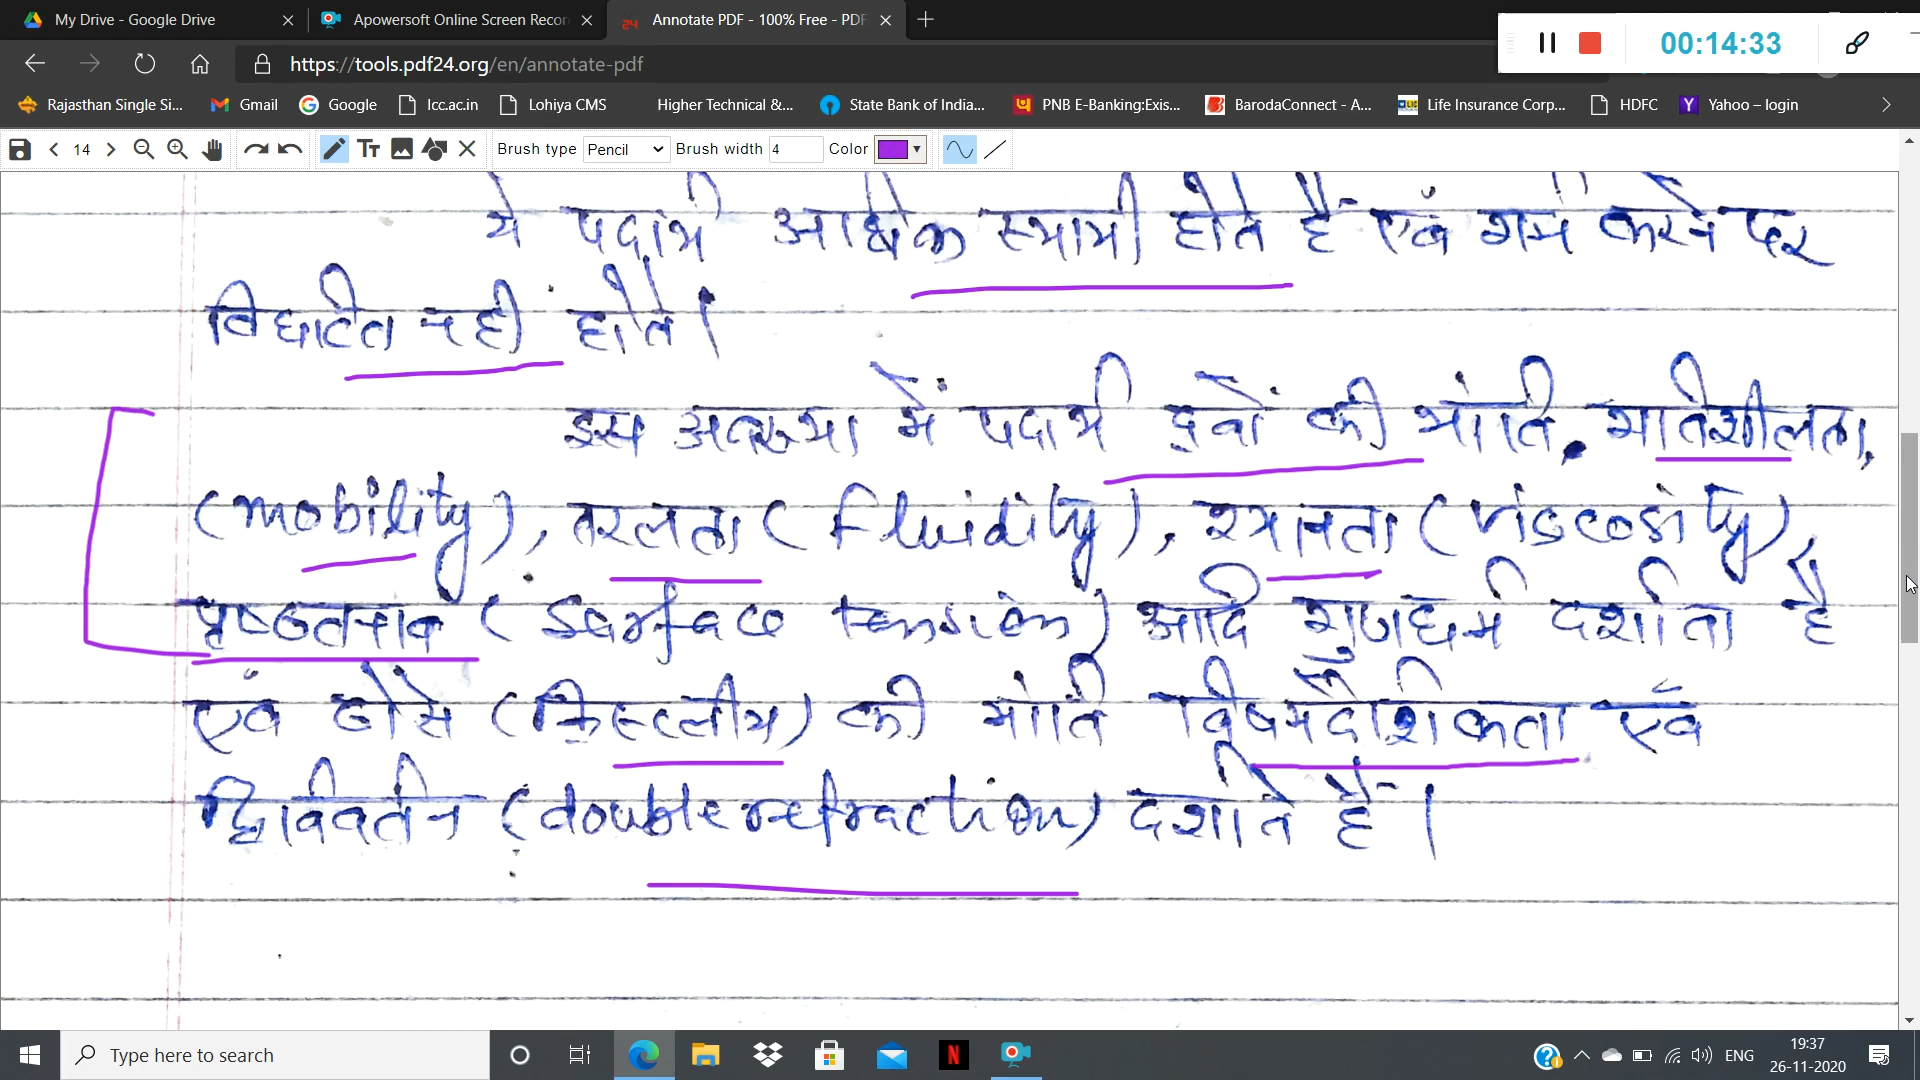 My Drive - Google Drive
Apowersoft Online Screen Recor
Annotate PDF - 100% Free - PDF
00:14:33
https://tools.pdf24.org/en/annotate-pdf
Rajasthan Single Si... Gmail Google lcc.ac.in Lohiya CMS Higher Technical &... State Bank of India... PNB E-Banking:Exis... BarodaConnect - A... Life Insurance Corp... HDFC Yahoo – login
14 Brush type Pencil Brush width 4 Color
ये पदार्थ अधिक स्थायी होते हैं एवं गर्म करने पर
विघटित नही होते।
इस अवस्था में पदार्थ द्रवों की भांति गतिशीलता,
(mobility), तरलता (fluidity), श्यानता (viscosity),
पृष्ठतनाव (Surface tension) आदि गुणधर्म दर्शाता है
एवं ठोस (क्रिस्टलीय) की भांति विषमदैशिकता एवं
द्विविवर्तन (double refraction) दर्शाते हैं।
Type here to search
ENG
19:37
26-11-2020